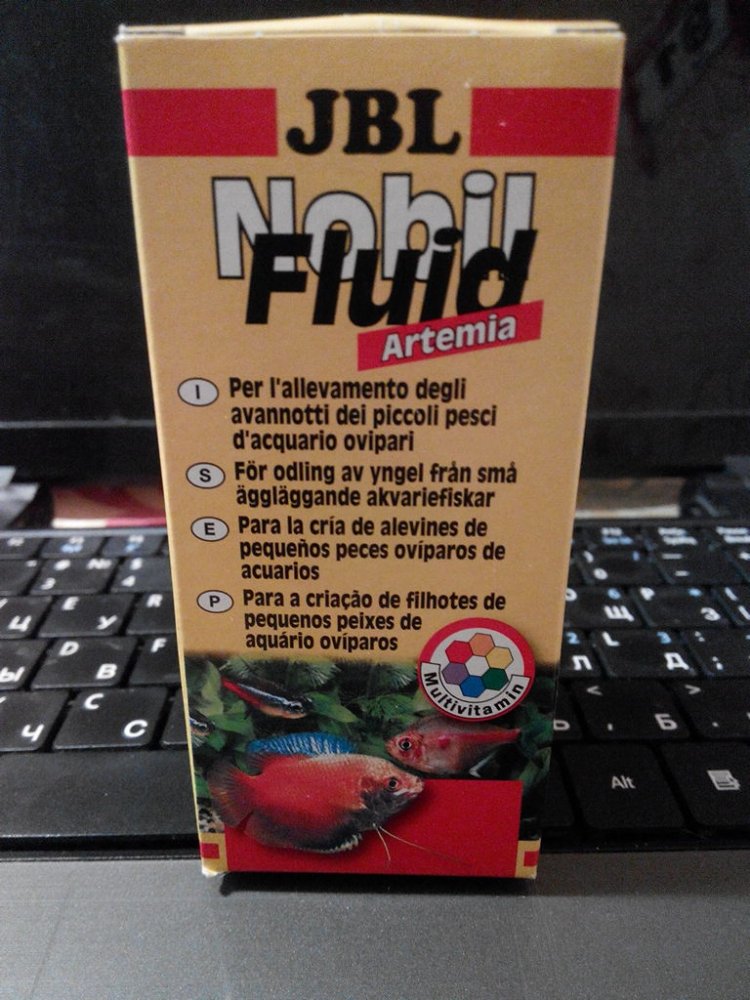 JBL
Nobil
Fluid
Artemia
I Per l'allevamento degli
avannotti dei piccoli pesci
d'acquario ovipari
S För odling av yngel från små
äggläggande akvariefiskar
E Para la cría de alevines de
pequeños peces ovíparos de
acuarios
P Para a criação de filhotes de
pequenos peixes de
aquário ovíparos
Multivitamin
Ц У E R
Ы D В F
Ч C С
Щ З
L Д
Б
Alt